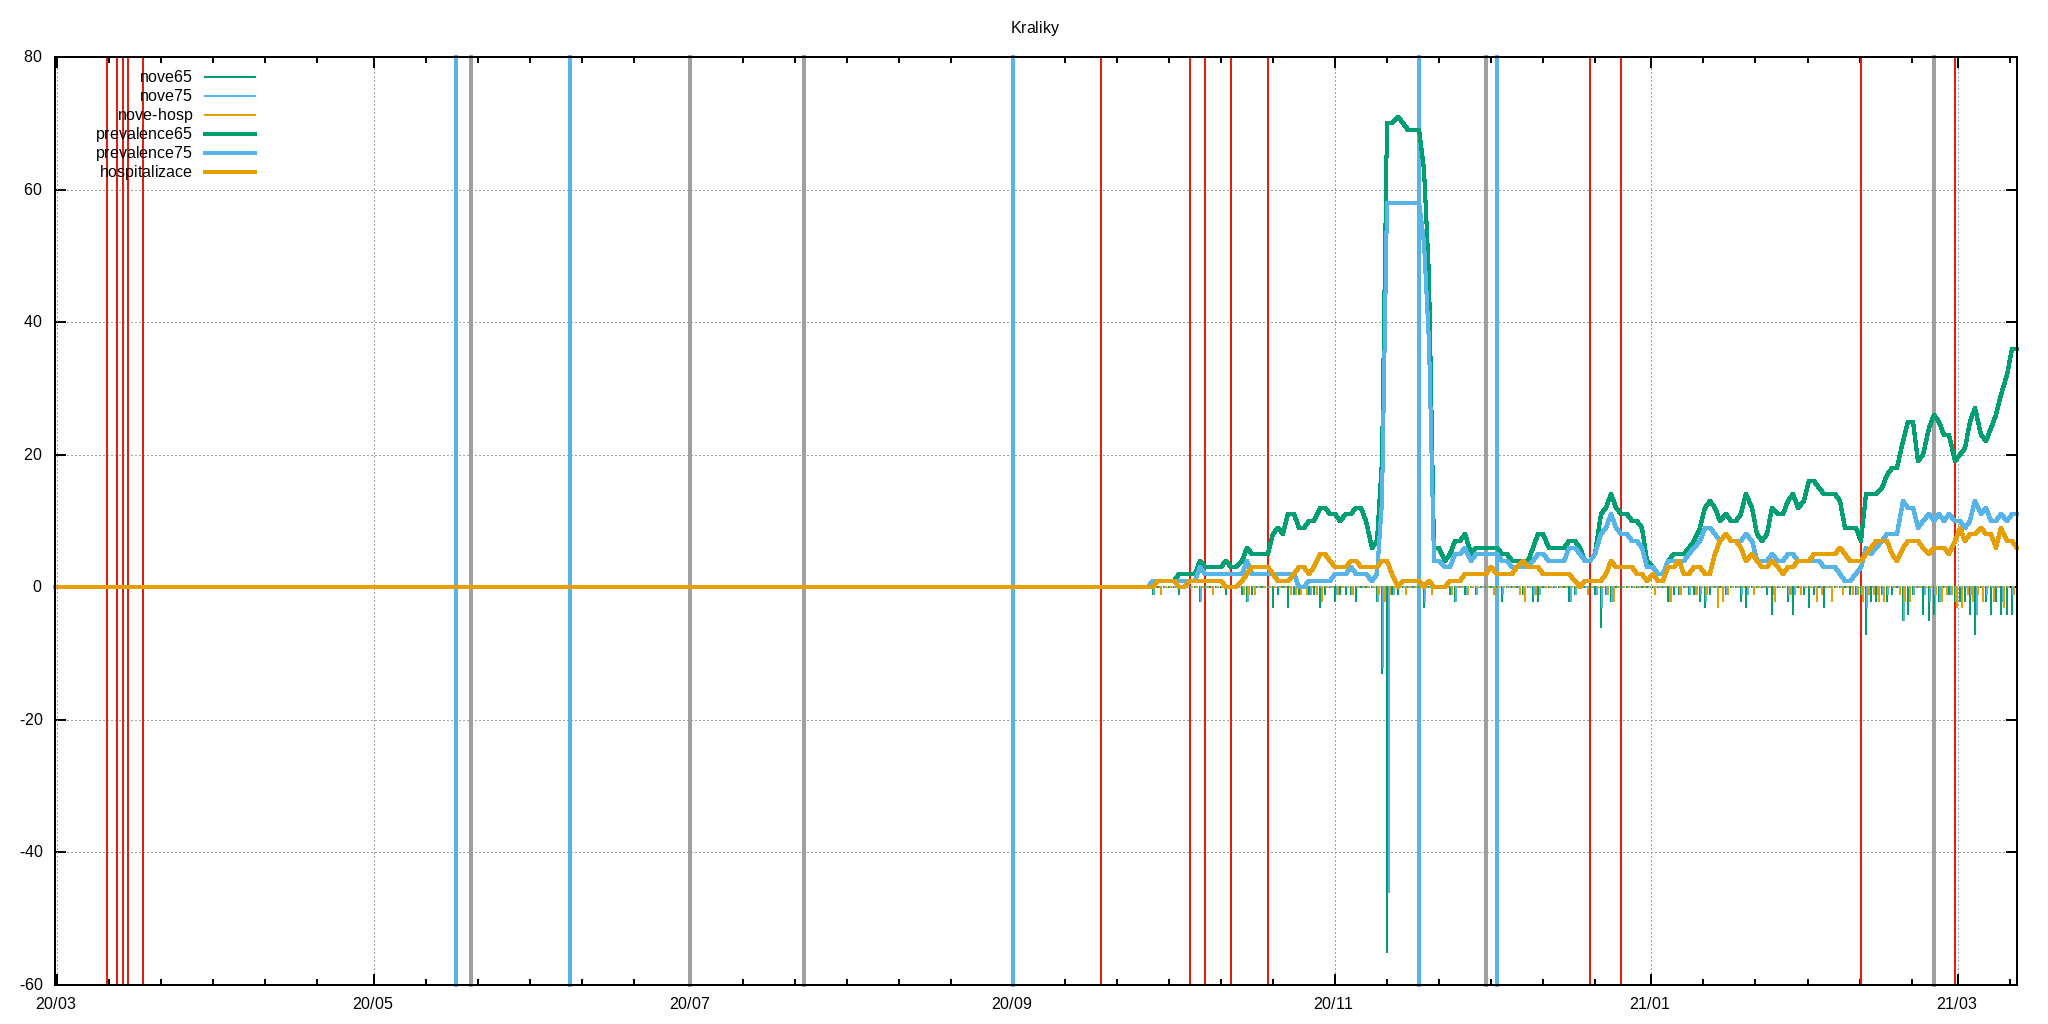 Kraliky
80
60
40
20
0
-20
-40
-60
nove65
nove75
nove-hosp
prevalence65
prevalence75
hospitalizace
20/03 20/05 20/07 20/09 20/11 21/01 21/03